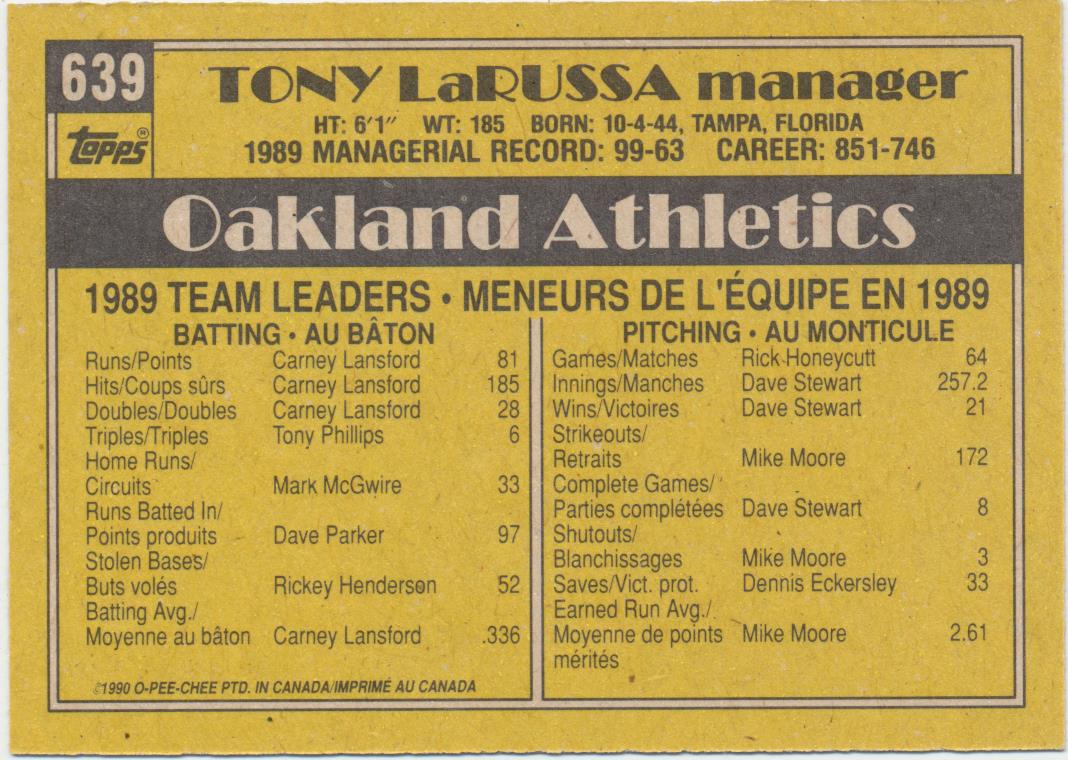 639
TOPPS®
TONY LaRUSSA manager
HT: 6'1" WT: 185 BORN: 10-4-44, TAMPA, FLORIDA
1989 MANAGERIAL RECORD: 99-63 CAREER: 851-746
Oakland Athletics
1989 TEAM LEADERS • MENEURS DE L'ÉQUIPE EN 1989
BATTING • AU BÂTON
Runs/Points Carney Lansford 81
Hits/Coups sûrs Carney Lansford 185
Doubles/Doubles Carney Lansford 28
Triples/Triples Tony Phillips 6
Home Runs/
Circuits Mark McGwire 33
Runs Batted In/
Points produits Dave Parker 97
Stolen Bases/
Buts volés Rickey Henderson 52
Batting Avg./
Moyenne au bâton Carney Lansford .336
©1990 O-PEE-CHEE PTD. IN CANADA/IMPRIMÉ AU CANADA
PITCHING • AU MONTICULE
Games/Matches Rick Honeycutt 64
Innings/Manches Dave Stewart 257.2
Wins/Victoires Dave Stewart 21
Strikeouts/
Retraits Mike Moore 172
Complete Games/
Parties complétées Dave Stewart 8
Shutouts/
Blanchissages Mike Moore 3
Saves/Vict. prot. Dennis Eckersley 33
Earned Run Avg./
Moyenne de points Mike Moore 2.61
mérités